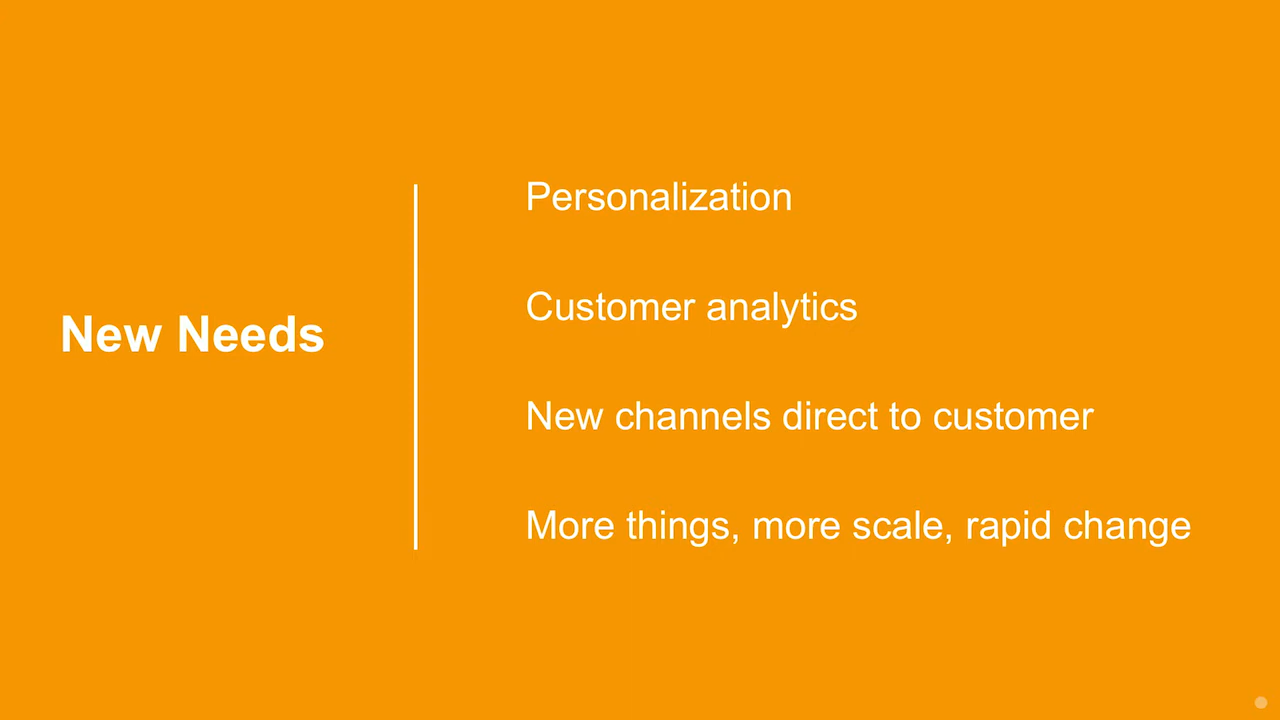 New Needs
Personalization
Customer analytics
New channels direct to customer
More things, more scale, rapid change